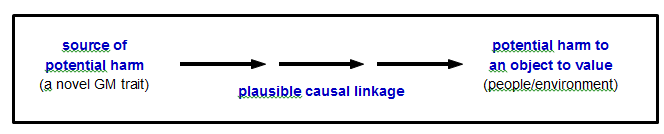 source of
potential harm
(a novel GM trait)
plausible causal linkage
potential harm to
an object to value
(people/environment)